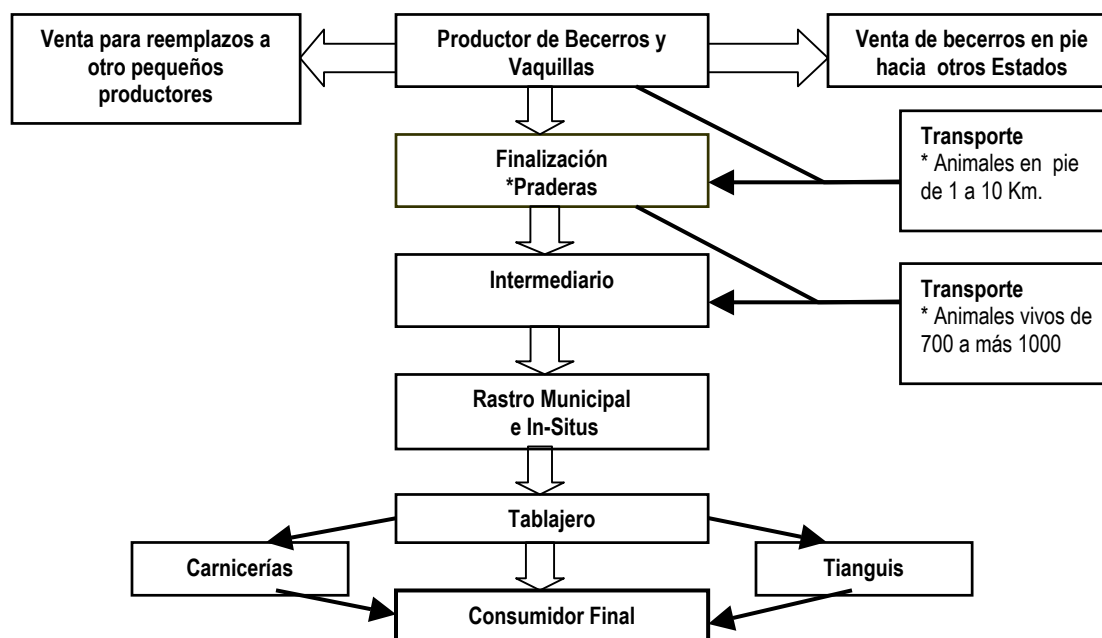 Venta para reemplazos a
otro pequeños
productores
Productor de Becerros y
Vaquillas
Venta de becerros en pie
hacia otros Estados
Transporte
* Animales en pie
de 1 a 10 Km.
Finalización
*Praderas
Intermediario
Transporte
* Animales vivos de
700 a más 1000
Rastro Municipal
e In-Situs
Tablajero
Carnicerías
Tianguis
Consumidor Final